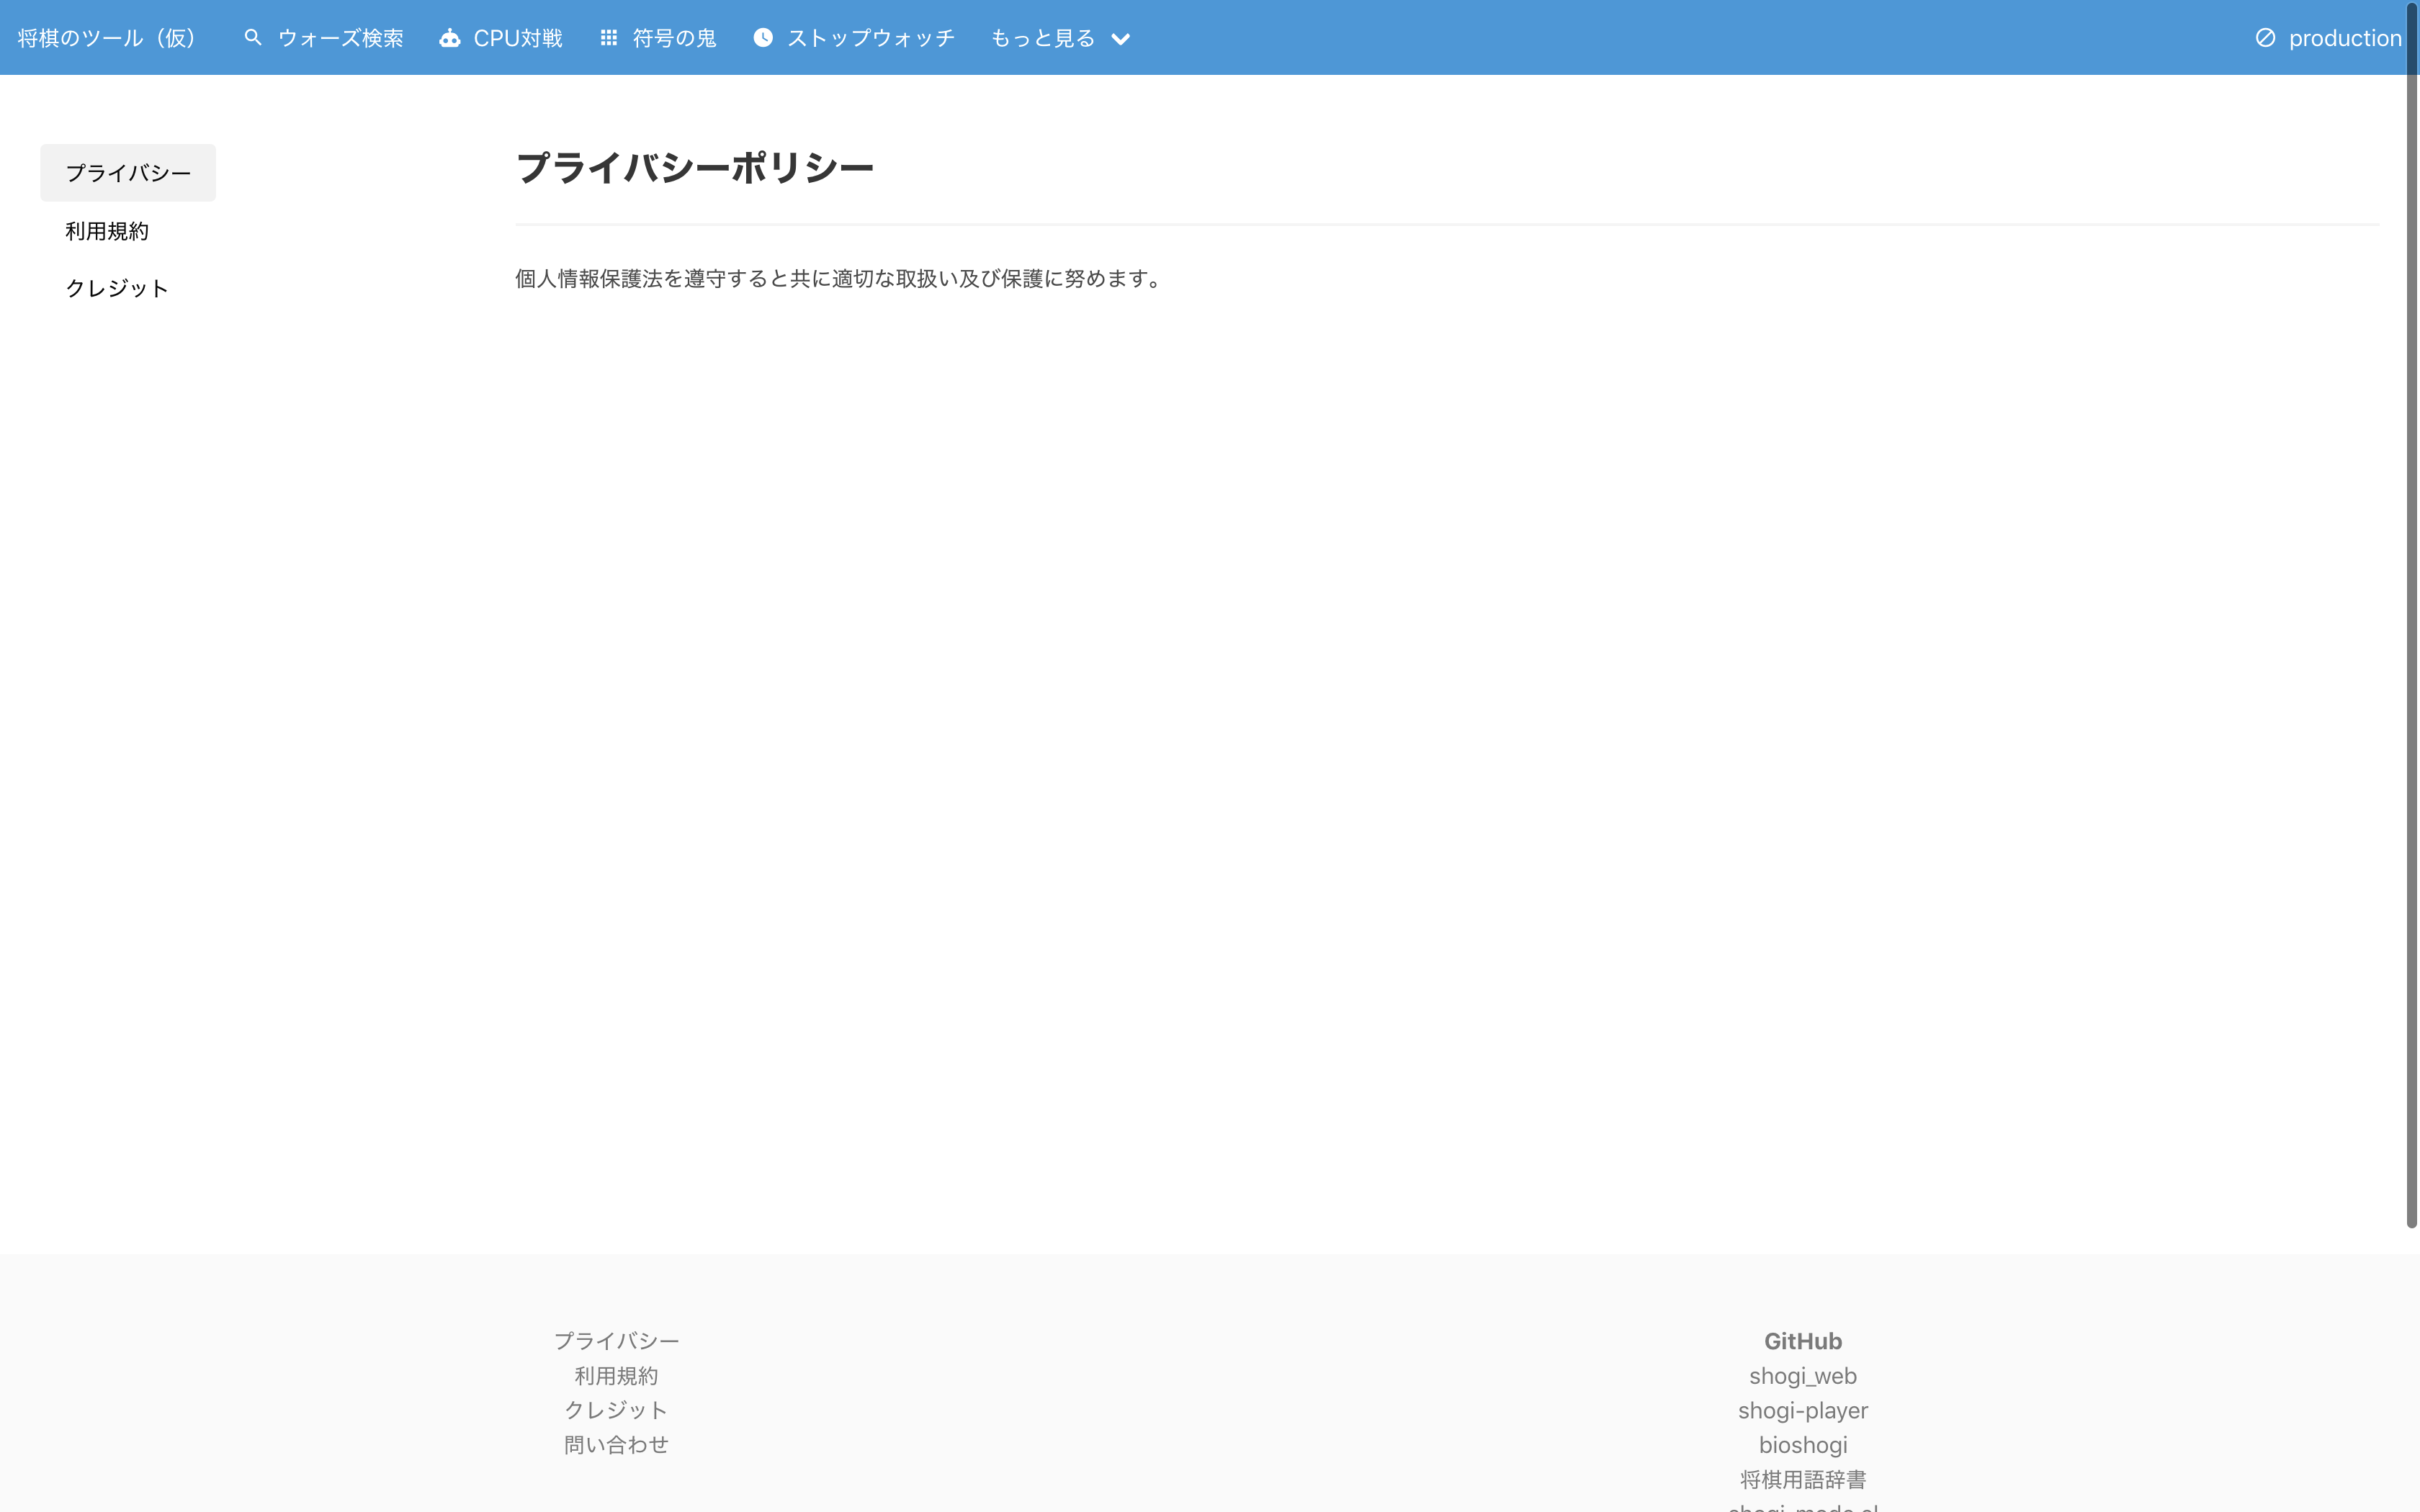 将棋のツール（仮） ウォーズ検索 CPU対戦 符号の鬼 ストップウォッチ もっと見る production
プライバシー
利用規約
クレジット
プライバシーポリシー
個人情報保護法を遵守すると共に適切な取扱い及び保護に努めます。
プライバシー
利用規約
クレジット
問い合わせ
GitHub
shogi_web
shogi-player
bioshogi
将棋用語辞書